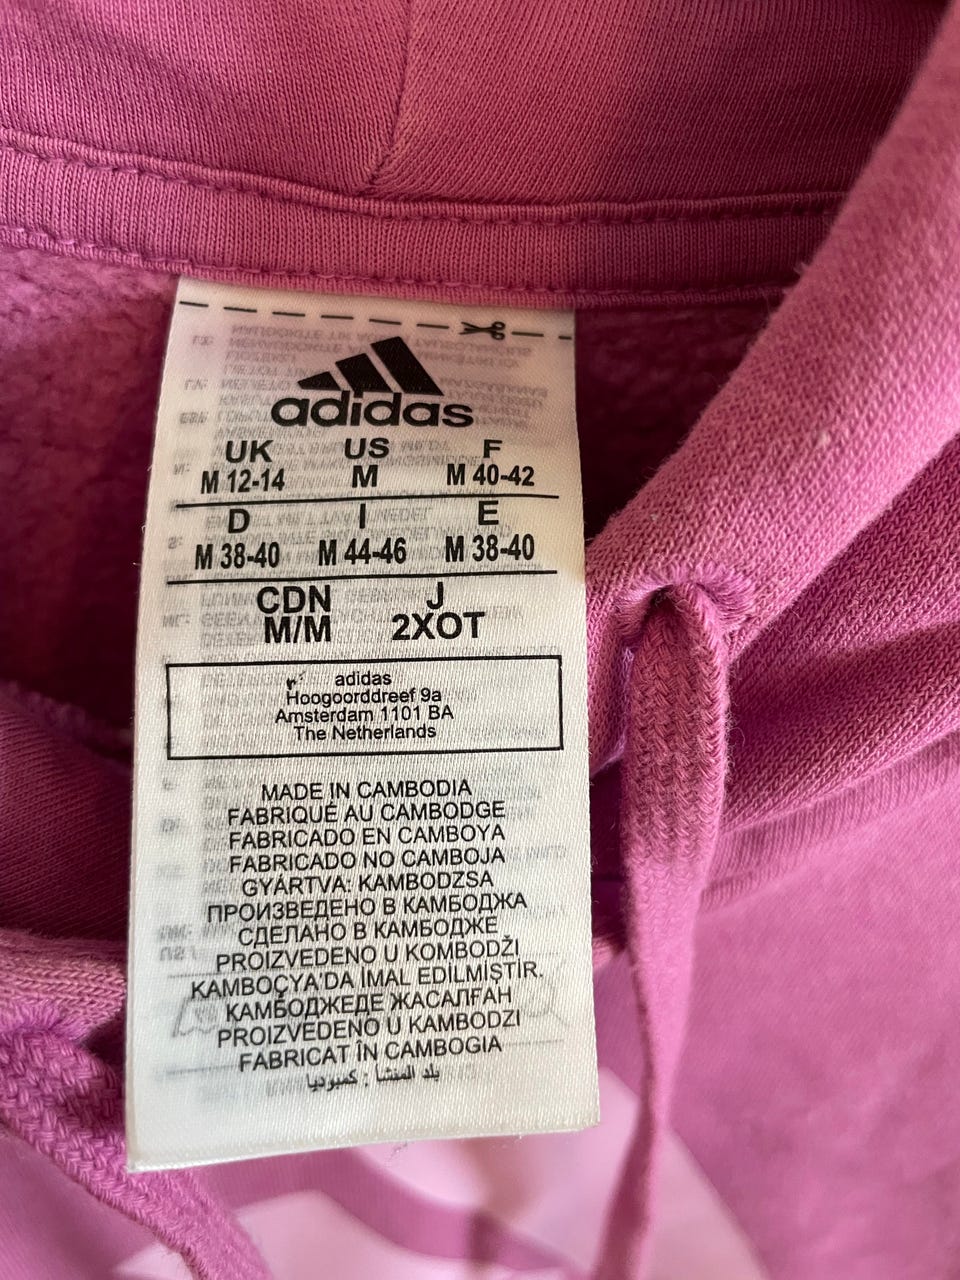 adidas
UK US F
M 12-14 M M 40-42
D I E
M 38-40 M 44-46 M 38-40
CDN J
M/M 2XOT
adidas
Hoogoorddreef 9a
Amsterdam 1101 BA
The Netherlands
MADE IN CAMBODIA
FABRIQUÉ AU CAMBODGE
FABRICADO EN CAMBOYA
FABRICADO NO CAMBOJA
GYÁRTVA: KAMBODZSA
ПРОИЗВЕДЕНО В КАМБОДЖА
СДЕЛАНО В КАМБОДЖЕ
PROIZVEDENO U KOMBODŽI
KAMBOÇYA'DA İMAL EDİLMİŞTİR.
КАМБОДЖЕДЕ ЖАСАЛҒАН
PROIZVEDENO U KAMBODZI
FABRICAT ÎN CAMBOGIA
بلد المنشأ : كمبوديا